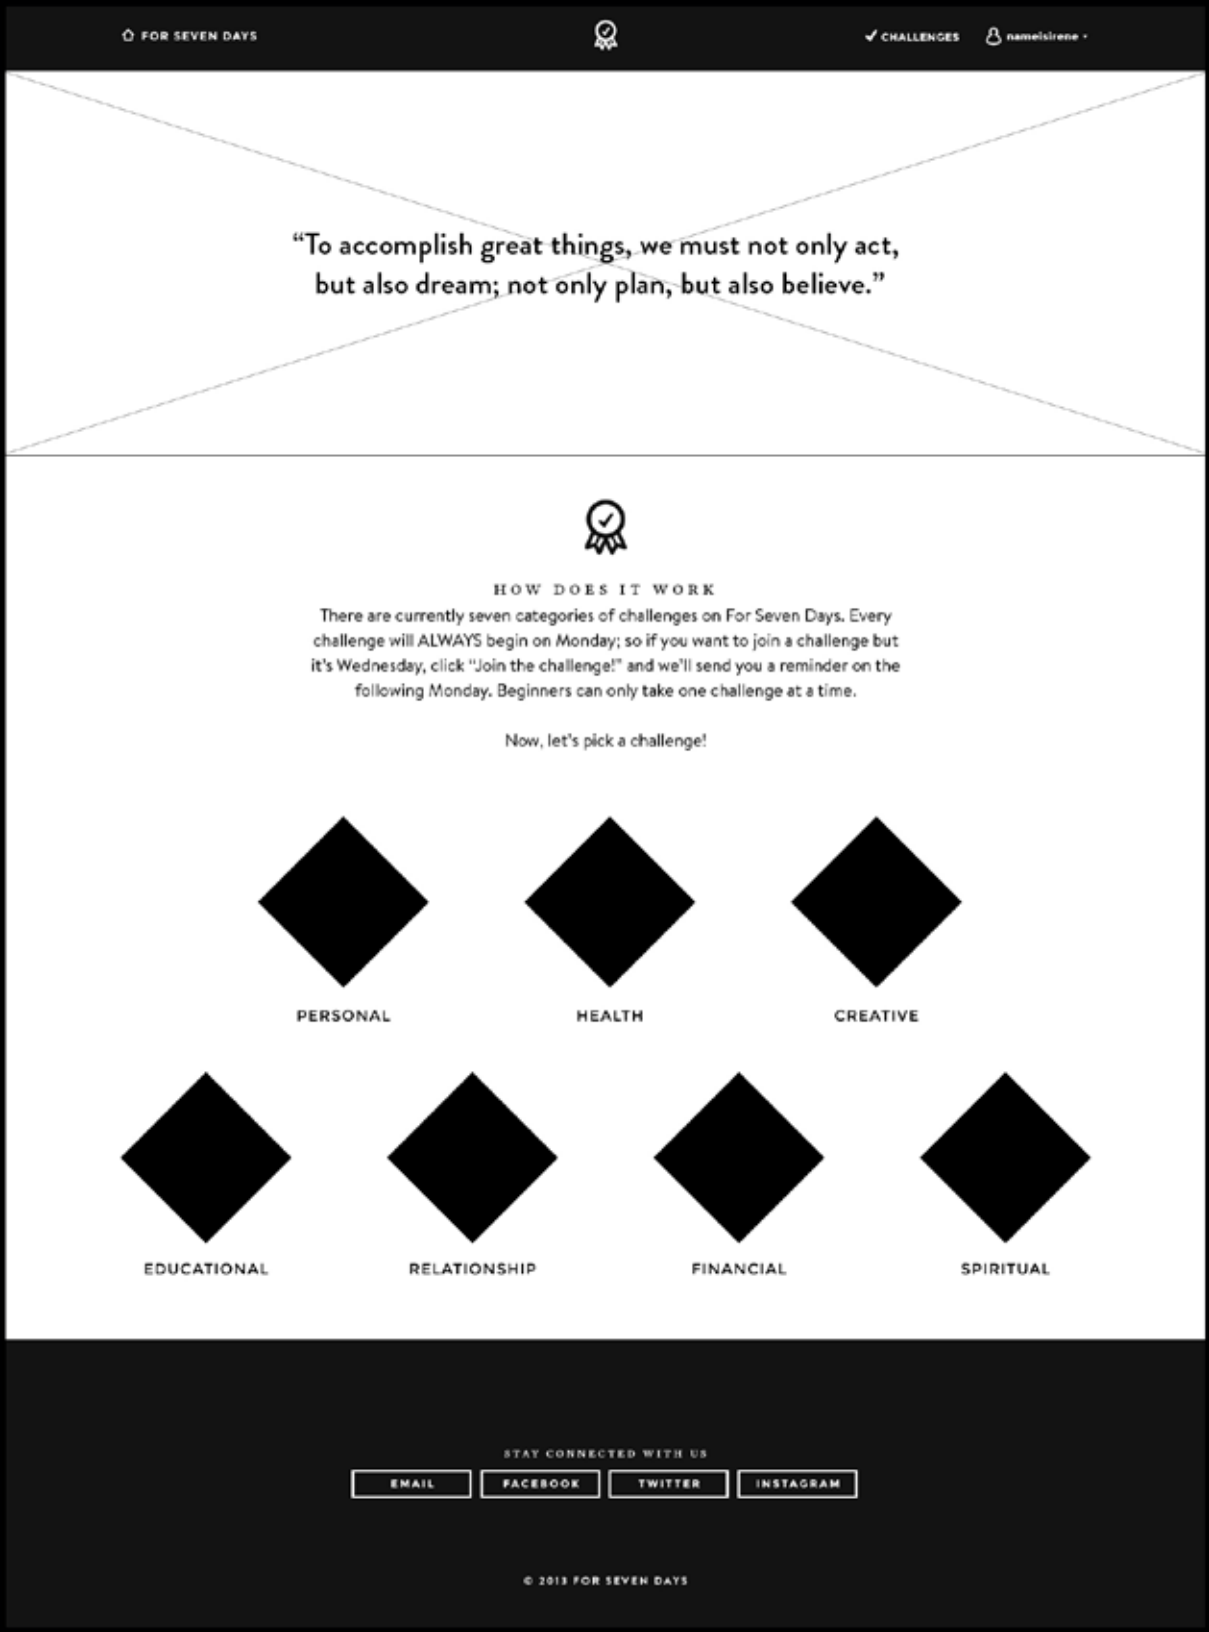 FOR SEVEN DAYS
CHALLENGES
nameisirene
“To accomplish great things, we must not only act,
but also dream; not only plan, but also believe.”
HOW DOES IT WORK
There are currently seven categories of challenges on For Seven Days. Every
challenge will ALWAYS begin on Monday; so if you want to join a challenge but
it's Wednesday, click "Join the challenge!" and we'll send you a reminder on the
following Monday. Beginners can only take one challenge at a time.
Now, let's pick a challenge!
PERSONAL
HEALTH
CREATIVE
EDUCATIONAL
RELATIONSHIP
FINANCIAL
SPIRITUAL
STAY CONNECTED WITH US
EMAIL
FACEBOOK
TWITTER
INSTAGRAM
© 2013 FOR SEVEN DAYS